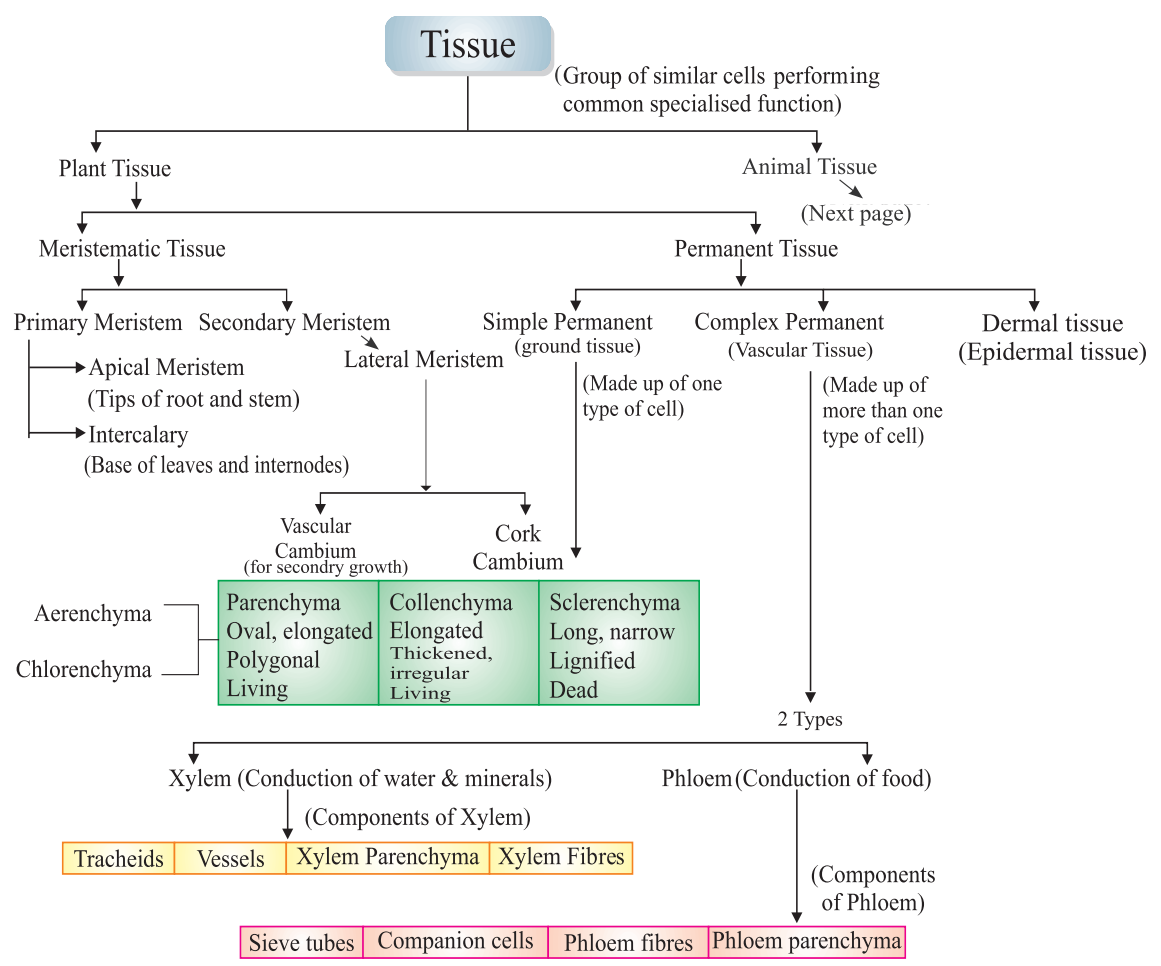 Tissue
(Group of similar cells performing
common specialised function)
Plant Tissue
Animal Tissue
(Next page)
Meristematic Tissue
Permanent Tissue
Primary Meristem
Secondary Meristem
Lateral Meristem
Apical Meristem
(Tips of root and stem)
Intercalary
(Base of leaves and internodes)
Vascular
Cambium
(for secondry growth)
Cork
Cambium
Simple Permanent
(ground tissue)
(Made up of one
type of cell)
Complex Permanent
(Vascular Tissue)
(Made up of
more than one
type of cell)
Dermal tissue
(Epidermal tissue)
Aerenchyma
Chlorenchyma
Parenchyma
Oval, elongated
Polygonal
Living
Collenchyma
Elongated
Thickened,
irregular
Living
Sclerenchyma
Long, narrow
Lignified
Dead
2 Types
Xylem (Conduction of water & minerals)
(Components of Xylem)
Tracheids
Vessels
Xylem Parenchyma
Xylem Fibres
Phloem (Conduction of food)
(Components
of Phloem)
Sieve tubes
Companion cells
Phloem fibres
Phloem parenchyma